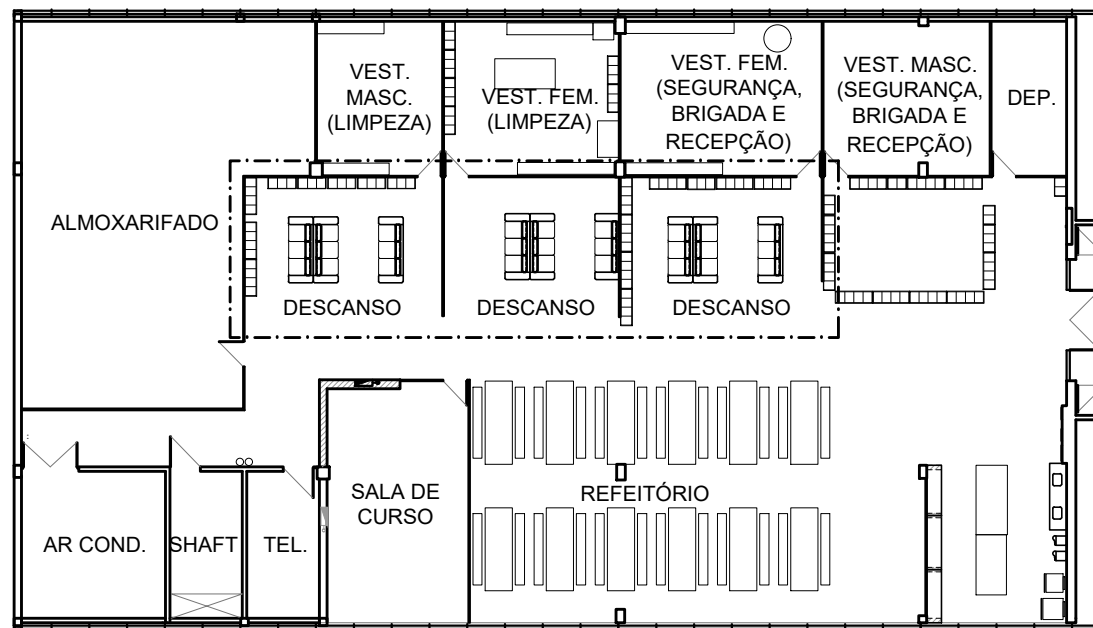 VEST.
MASC.
(LIMPEZA)
VEST. FEM.
(LIMPEZA)
VEST. FEM.
(SEGURANÇA,
BRIGADA E
RECEPÇÃO)
VEST. MASC.
(SEGURANÇA,
BRIGADA E
RECEPÇÃO)
DEP.
ALMOXARIFADO
DESCANSO
DESCANSO
DESCANSO
SALA DE
CURSO
REFEITÓRIO
AR COND.
SHAFT
TEL.